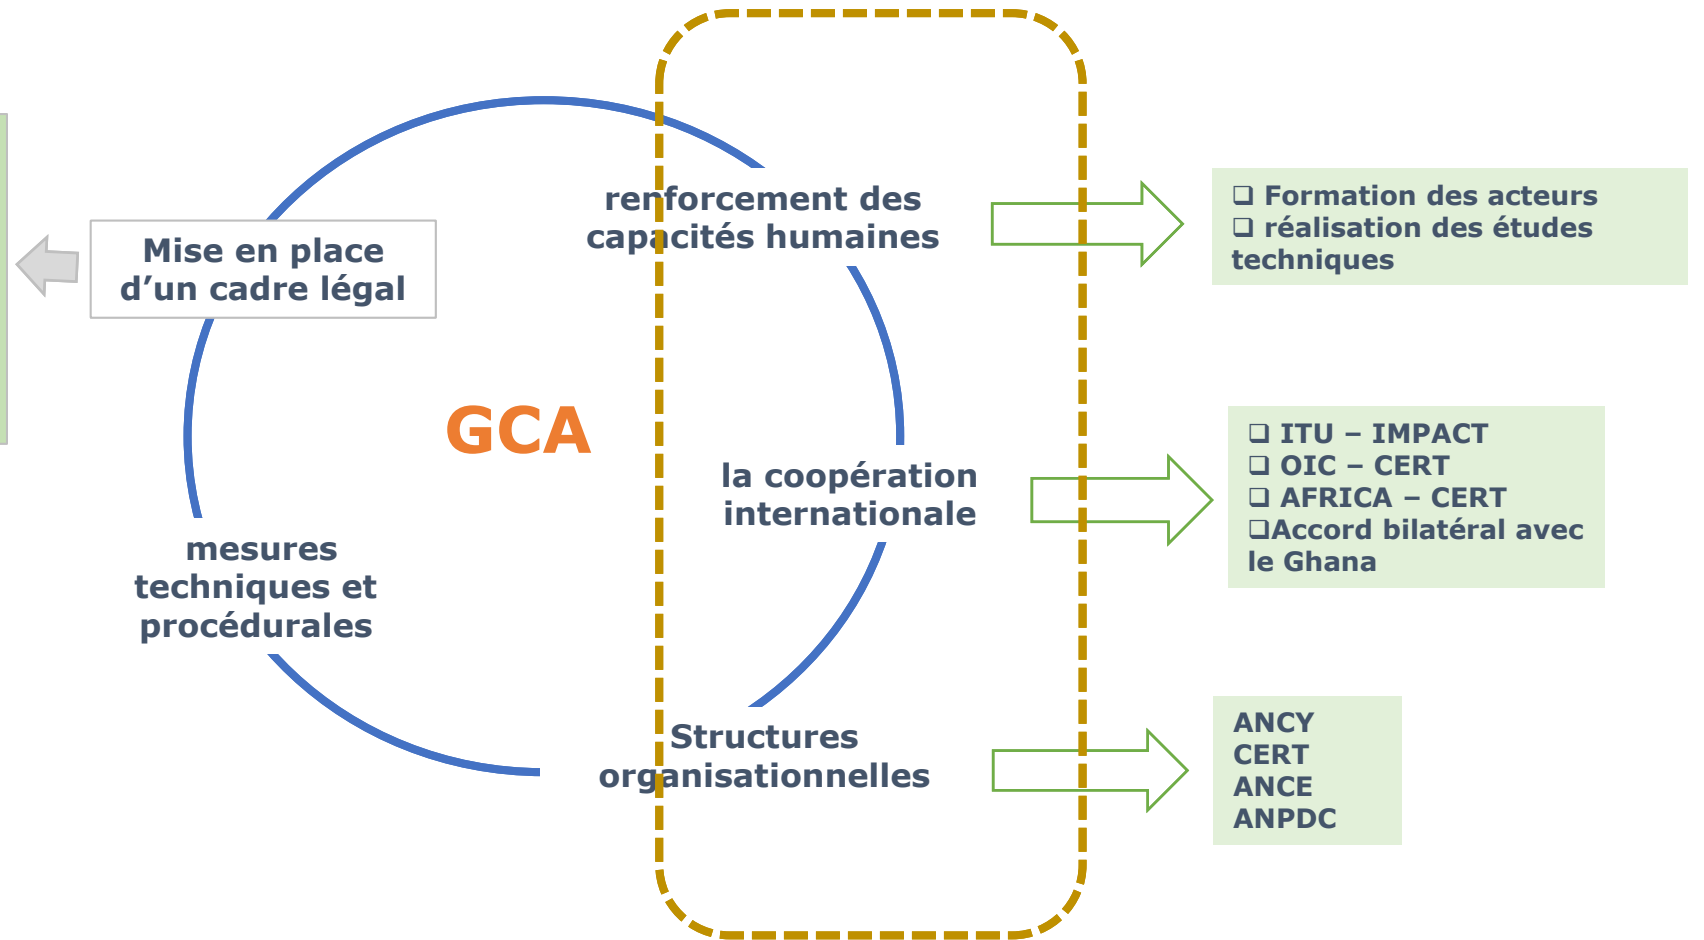 renforcement des
capacités humaines
❑ Formation des acteurs
❑ réalisation des études
techniques
Mise en place
d’un cadre légal
GCA
la coopération
internationale
❑ ITU – IMPACT
❑ OIC – CERT
❑ AFRICA – CERT
❑Accord bilatéral avec
le Ghana
mesures
techniques et
procédurales
Structures
organisationnelles
ANCY
CERT
ANCE
ANPDC